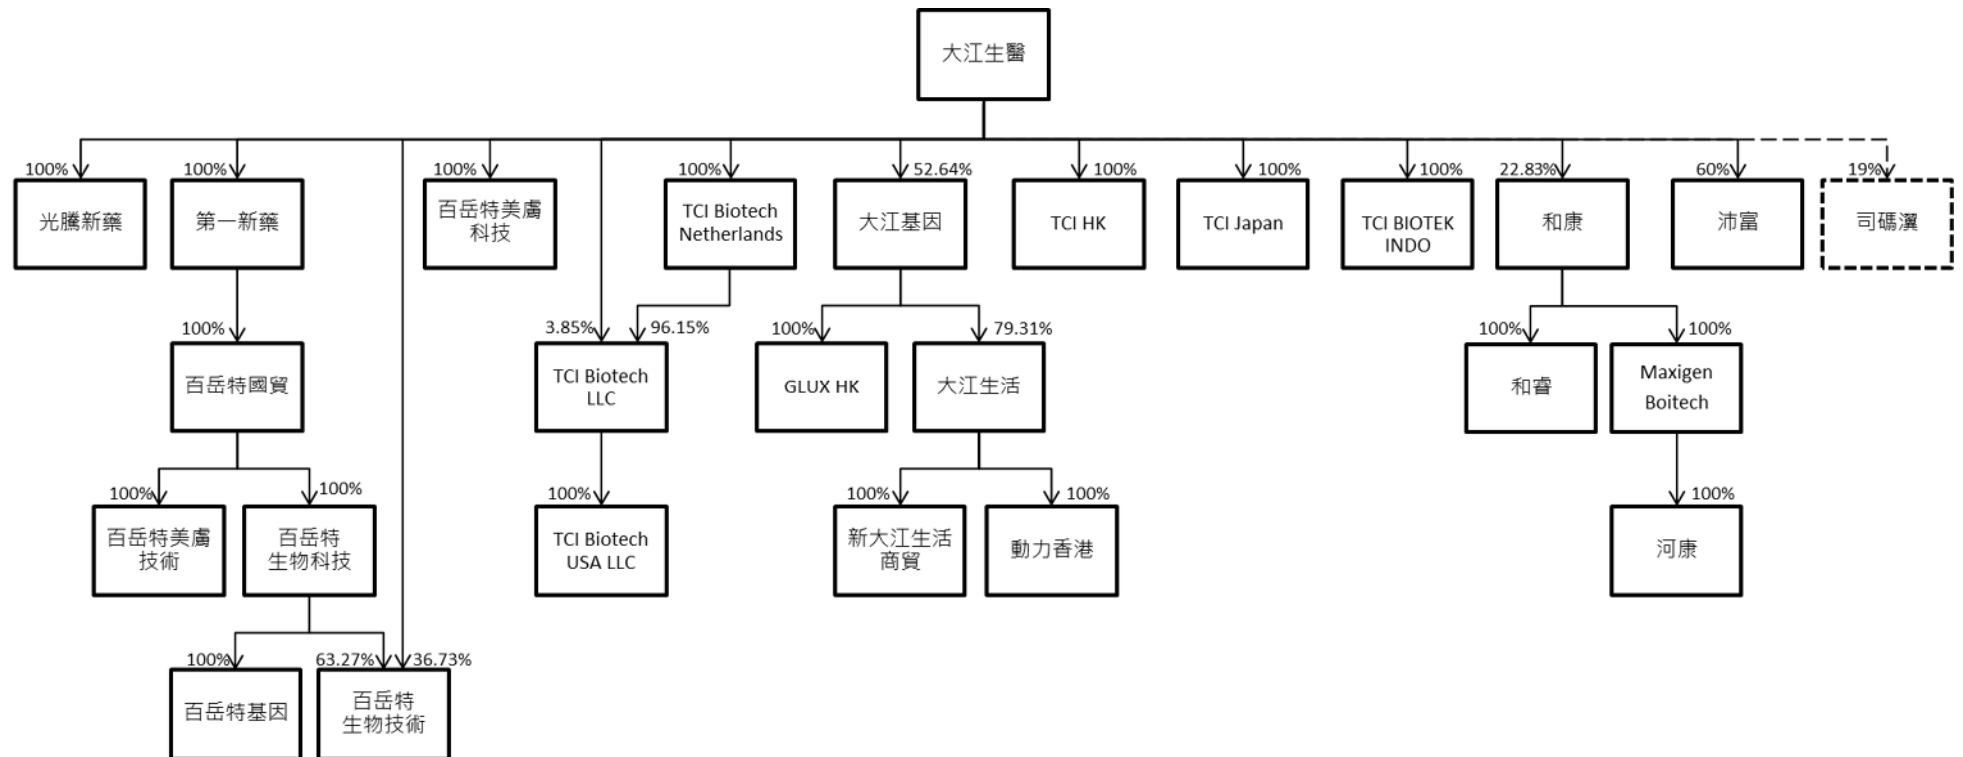 大江生醫
100%
100%
100%
100%
52.64%
100%
100%
100%
22.83%
60%
19%
光騰新藥
第一新藥
百岳特美膚
科技
TCI Biotech
Netherlands
大江基因
TCI HK
TCI Japan
TCI BIOTEK
INDO
和康
沛富
司碼瀷
100%
3.85%
96.15%
100%
79.31%
100%
100%
百岳特國貿
TCI Biotech
LLC
GLUX HK
大江生活
和睿
Maxigen
Boitech
100%
100%
100%
100%
100%
100%
百岳特美膚
技術
百岳特
生物科技
TCI Biotech
USA LLC
新大江生活
商貿
動力香港
河康
100%
63.27%
36.73%
百岳特基因
百岳特
生物技術